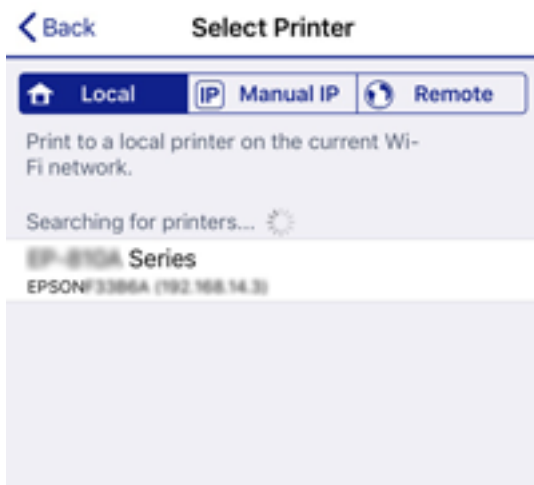 Back
Select Printer
Local
IP Manual IP
Remote
Print to a local printer on the current Wi-
Fi network.
Searching for printers...
Series
EPSON